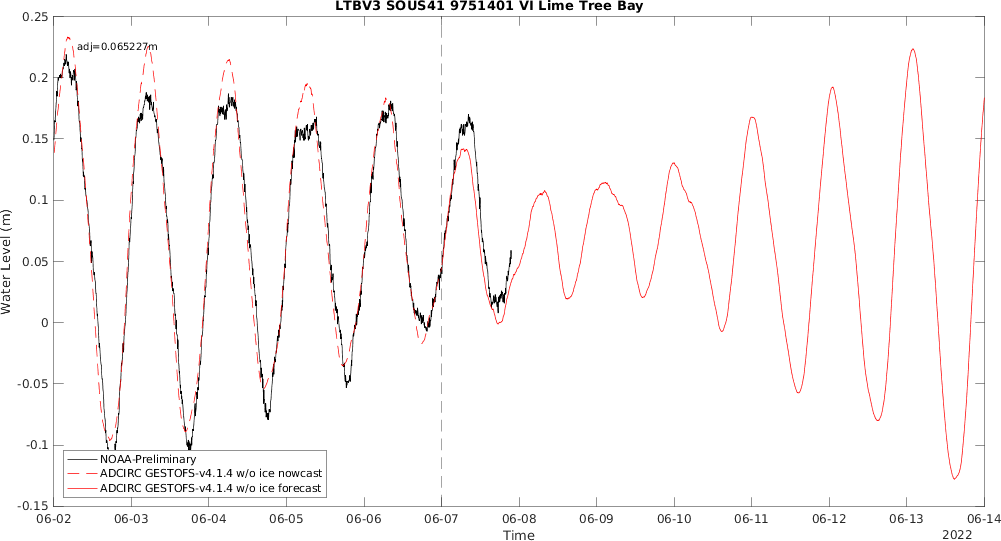 LTBV3 SOUS41 9751401 VI Lime Tree Bay
adj=0.065227m
Water Level (m)
0.25
0.2
0.15
0.1
0.05
0
-0.05
-0.1
-0.15
NOAA-Preliminary
ADCIRC GESTOFS-v4.1.4 w/o ice nowcast
ADCIRC GESTOFS-v4.1.4 w/o ice forecast
06-02 06-03 06-04 06-05 06-06 06-07 06-08 06-09 06-10 06-11 06-12 06-13 06-14
Time
2022